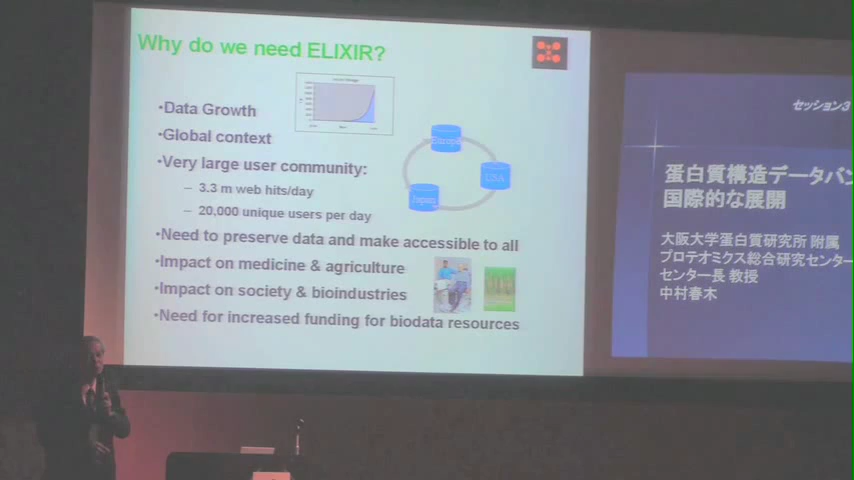 Why do we need ELIXIR?
•Data Growth
•Global context
•Very large user community:
– 3.3 m web hits/day
– 20,000 unique users per day
•Need to preserve data and make accessible to all
•Impact on medicine & agriculture
•Impact on society & bioindustries
•Need for increased funding for biodata resources
Europe
USA
Japan
セッション3
蛋白質構造データバン
国際的な展開
大阪大学蛋白質研究所 附属
プロテオミクス総合研究センター
センター長 教授
中村春木